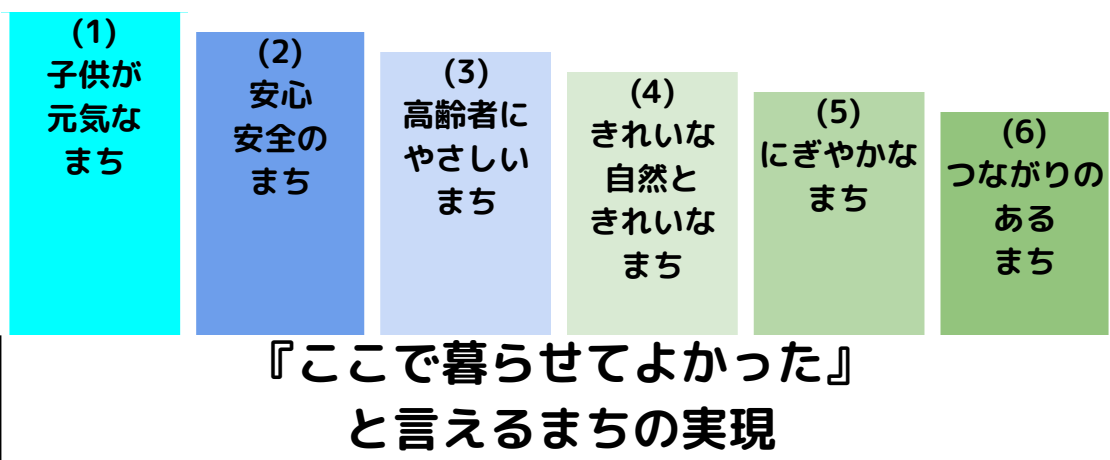 (1)
子供が
元気な
まち
(2)
安心
安全の
まち
(3)
高齢者に
やさしい
まち
(4)
きれいな
自然と
きれいな
まち
(5)
にぎやかな
まち
(6)
つながりの
ある
まち
『ここで暮らせてよかった』
と言えるまちの実現